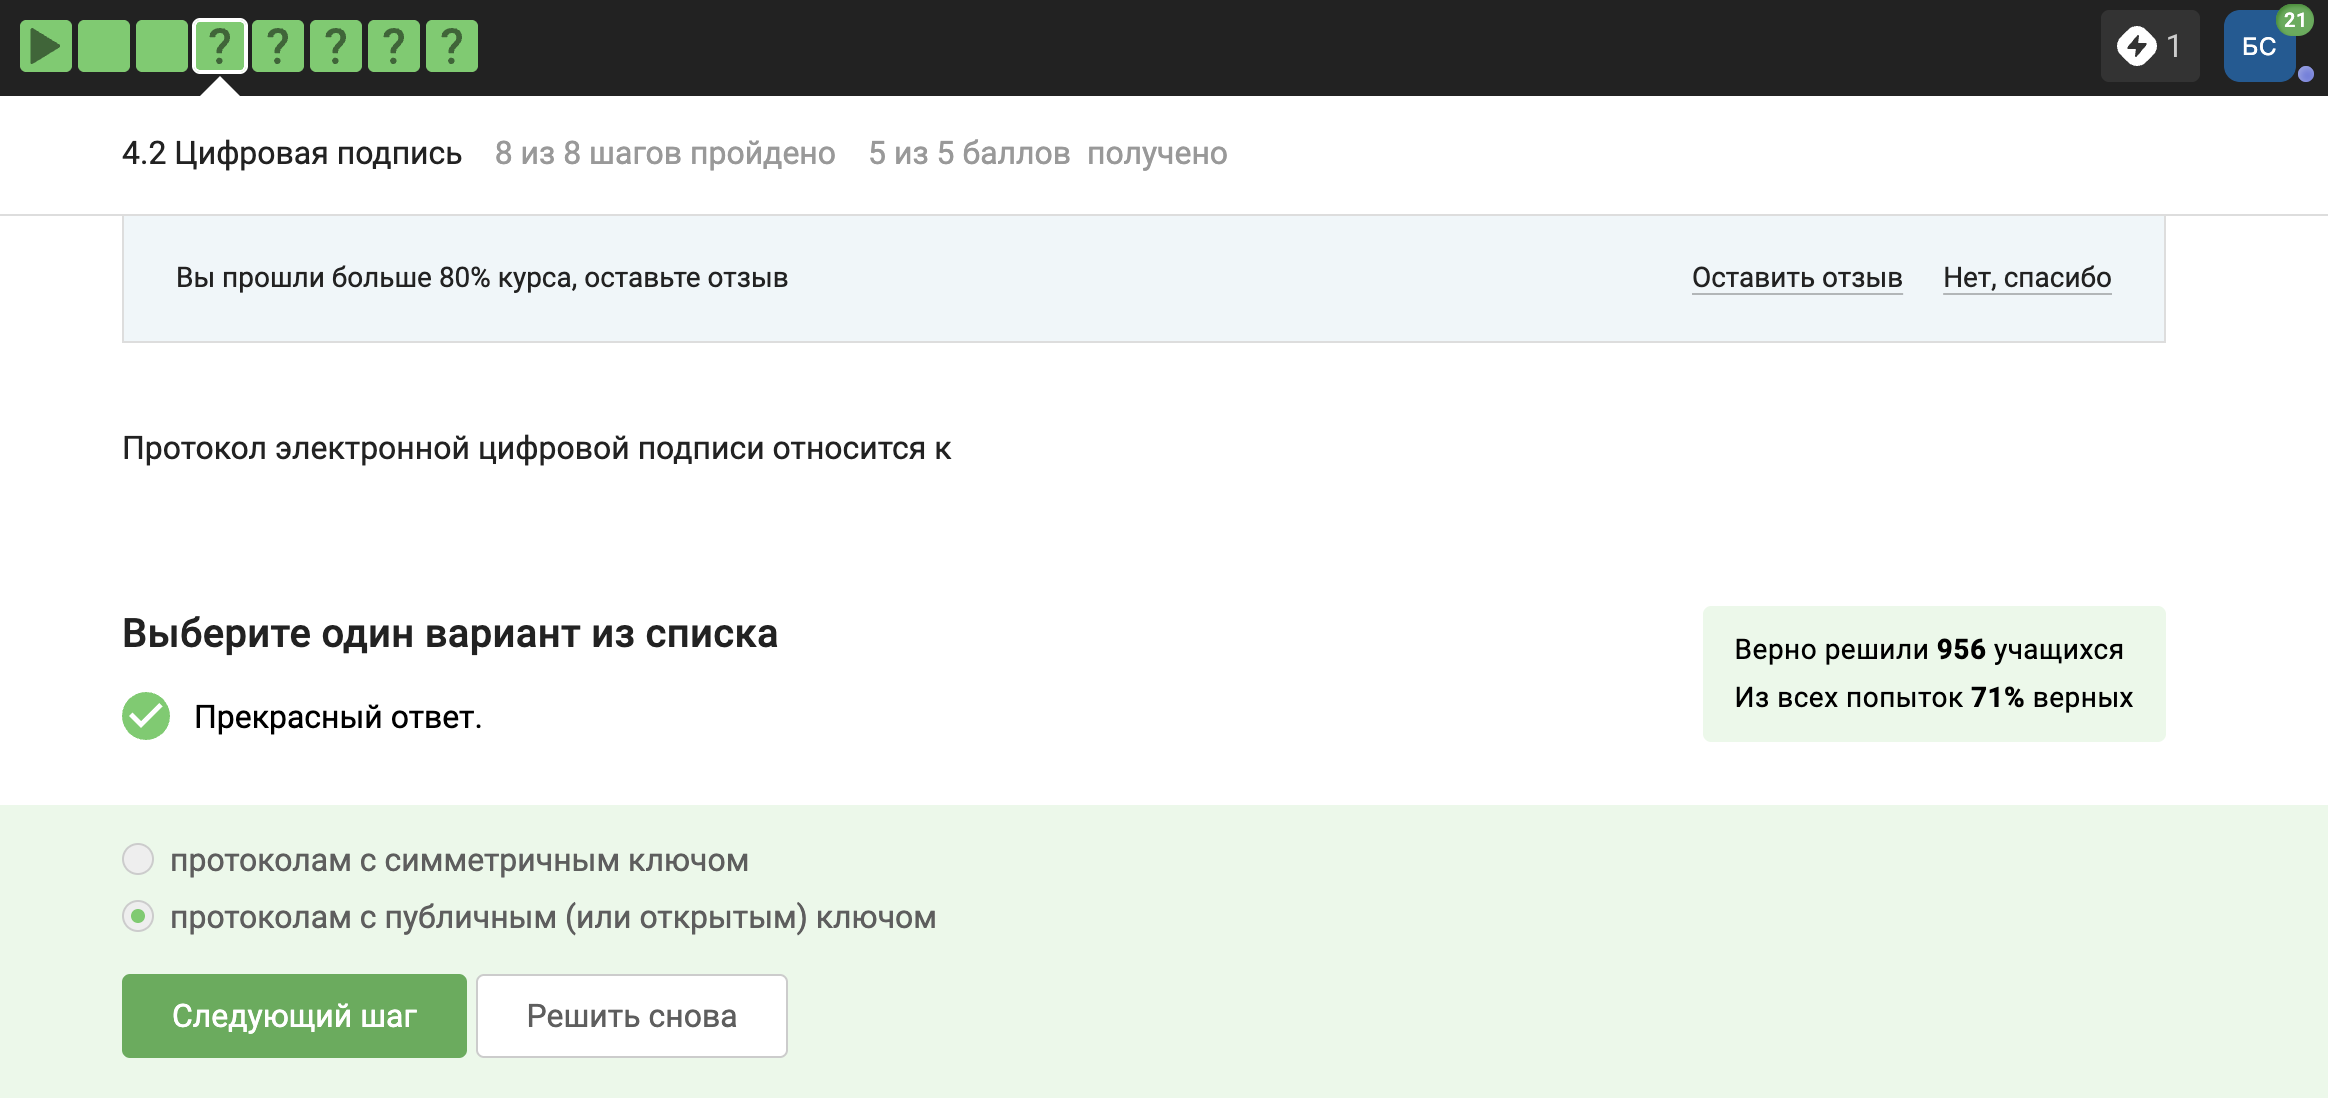 ? ? ? ? ?
1
БС
21
4.2 Цифровая подпись 8 из 8 шагов пройдено 5 из 5 баллов получено
Вы прошли больше 80% курса, оставьте отзыв Оставить отзыв Нет, спасибо
Протокол электронной цифровой подписи относится к
Выберите один вариант из списка
Прекрасный ответ.
Верно решили 956 учащихся
Из всех попыток 71% верных
протоколам с симметричным ключом
протоколам с публичным (или открытым) ключом
Следующий шаг Решить снова